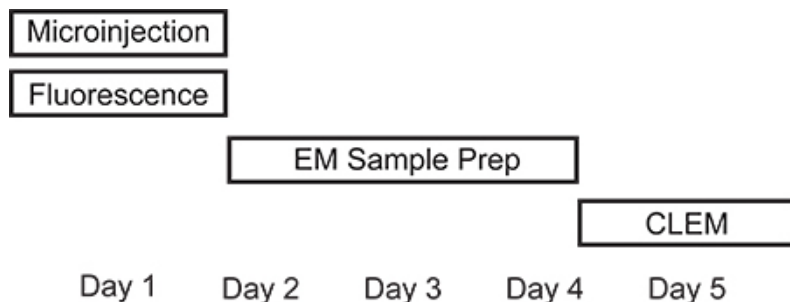 Microinjection
Fluorescence
EM Sample Prep
CLEM
Day 1 Day 2 Day 3 Day 4 Day 5